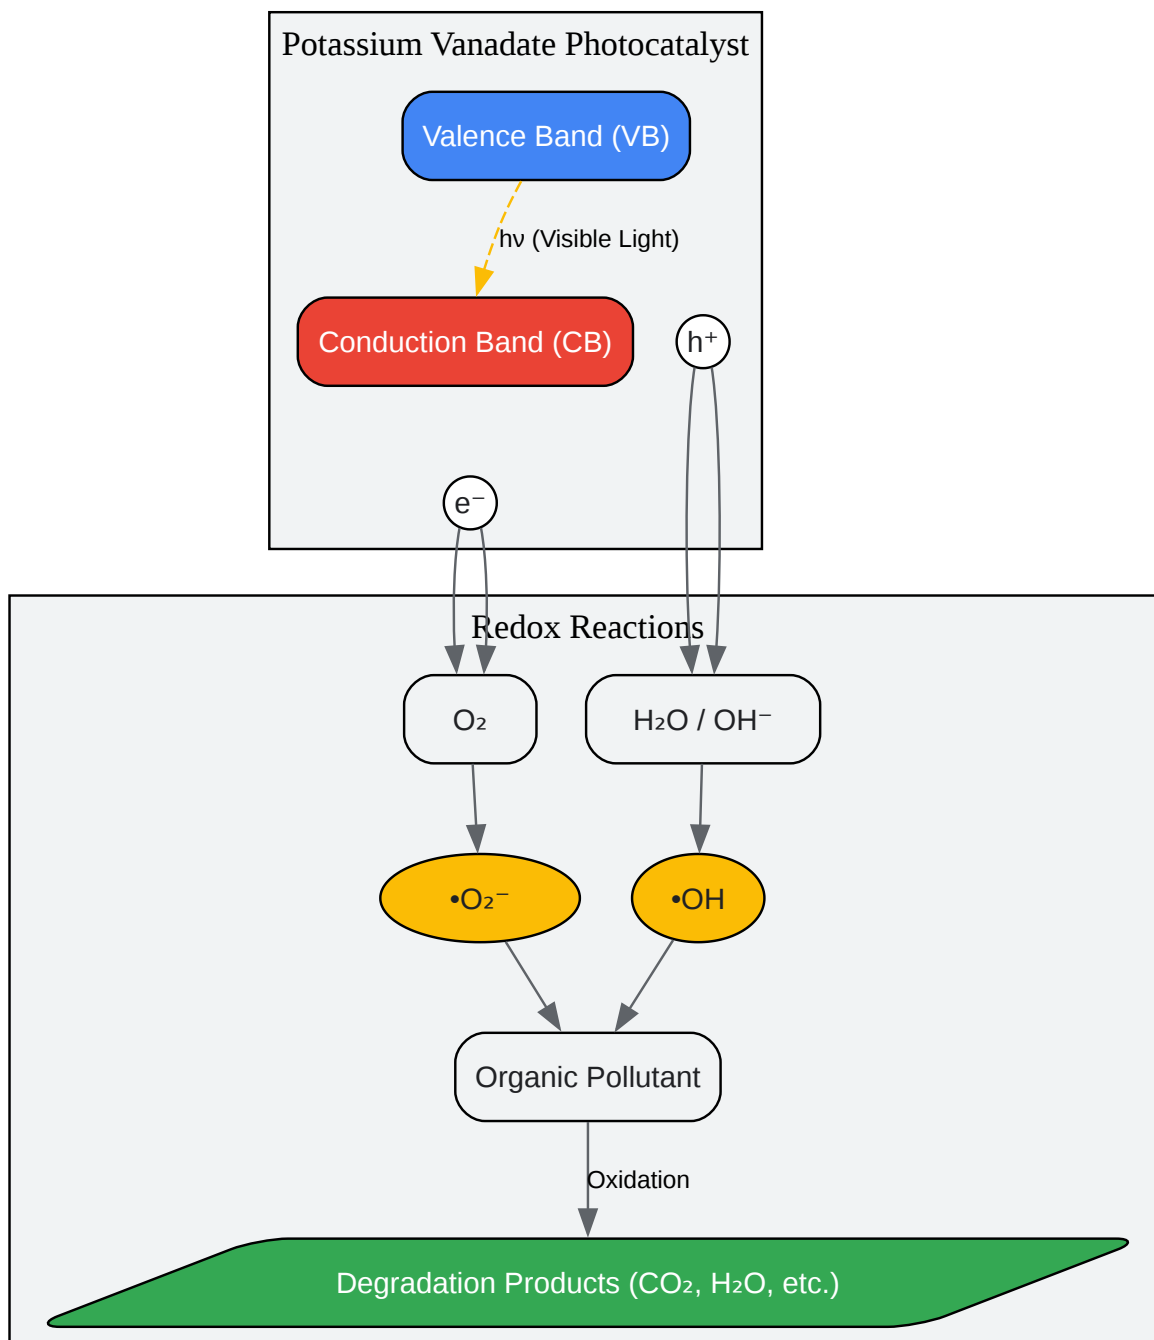 Potassium Vanadate Photocatalyst
Valence Band (VB)
hν (Visible Light)
Conduction Band (CB)
h⁺
e⁻
Redox Reactions
O₂
H₂O / OH⁻
•O₂⁻
•OH
Organic Pollutant
Oxidation
Degradation Products (CO₂, H₂O, etc.)